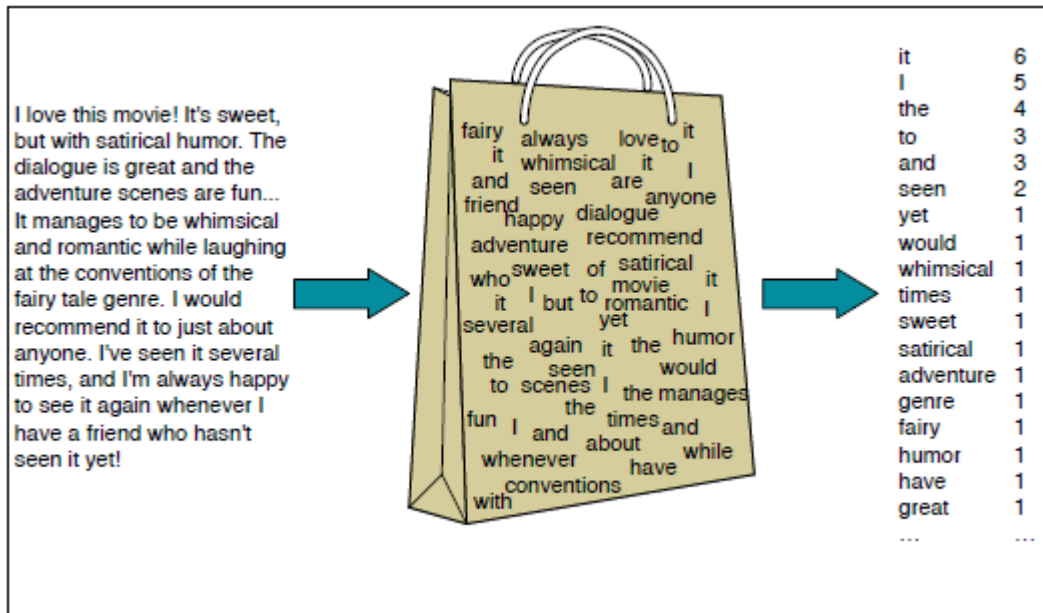 I love this movie! It's sweet,
but with satirical humor. The
dialogue is great and the
adventure scenes are fun...
It manages to be whimsical
and romantic while laughing
at the conventions of the
fairy tale genre. I would
recommend it to just about
anyone. I've seen it several
times, and I'm always happy
to see it again whenever I
have a friend who hasn't
seen it yet!
fairy always love to it
it whimsical it I
and seen are
friend anyone
happy dialogue
adventure recommend
who sweet of satirical
movie it
it I but to romantic I
several yet
again it the humor
the seen would
to scenes I the manages
the
fun I and times and
about
whenever have while
conventions
with
it 6
I 5
the 4
to 3
and 3
seen 2
yet 1
would 1
whimsical 1
times 1
sweet 1
satirical 1
adventure 1
genre 1
fairy 1
humor 1
have 1
great 1
... ...